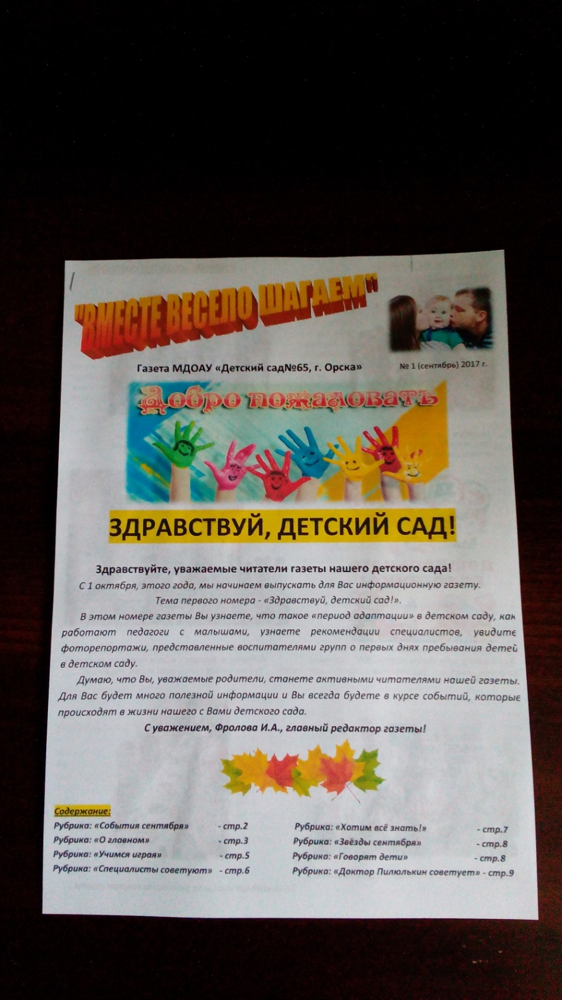 "ВМЕСТЕ ВЕСЕЛО ШАГАЕМ"
Газета МДОАУ «Детский сад№65, г. Орска»
№ 1 (сентябрь) 2017 г.
Добро пожаловать
ЗДРАВСТВУЙ, ДЕТСКИЙ САД!
Здравствуйте, уважаемые читатели газеты нашего детского сада!
С 1 октября, этого года, мы начинаем выпускать для Вас информационную газету.
Тема первого номера - «Здравствуй, детский сад!».
В этом номере газеты Вы узнаете, что такое «период адаптации» в детском саду, как
работают педагоги с малышами, узнаете рекомендации специалистов, увидите
фоторепортажи, представленные воспитателями групп о первых днях пребывания детей
в детском саду.
Думаю, что Вы, уважаемые родители, станете активными читателями нашей газеты.
Для Вас будет много полезной информации и Вы всегда будете в курсе событий, которые
происходят в жизни нашего с Вами детского сада.
С уважением, Фролова И.А., главный редактор газеты!
Содержание:
Рубрика: «События сентября» - стр.2
Рубрика: «О главном» - стр.3
Рубрика: «Учимся играя» - стр.5
Рубрика: «Специалисты советуют» - стр.6
Рубрика: «Хотим всё знать!» - стр.7
Рубрика: «Звёзды сентября» - стр.8
Рубрика: «Говорят дети» - стр.8
Рубрика: «Доктор Пилюлькин советует» - стр.9